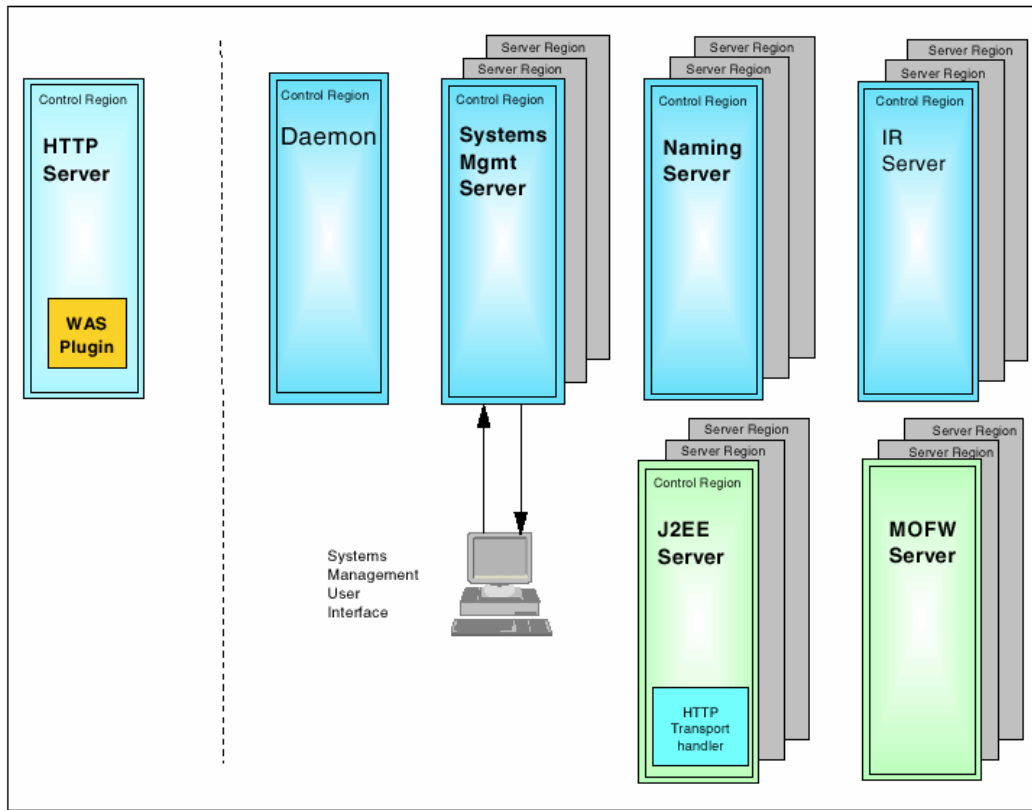 Control Region
HTTP
Server
WAS
Plugin
Control Region
Daemon
Server Region
Server Region
Control Region
Systems
Mgmt
Server
Server Region
Server Region
Control Region
Naming
Server
Server Region
Server Region
Control Region
IR
Server
Systems
Management
User
Interface
Server Region
Server Region
Control Region
J2EE
Server
HTTP
Transport
handler
Server Region
Server Region
MOFW
Server